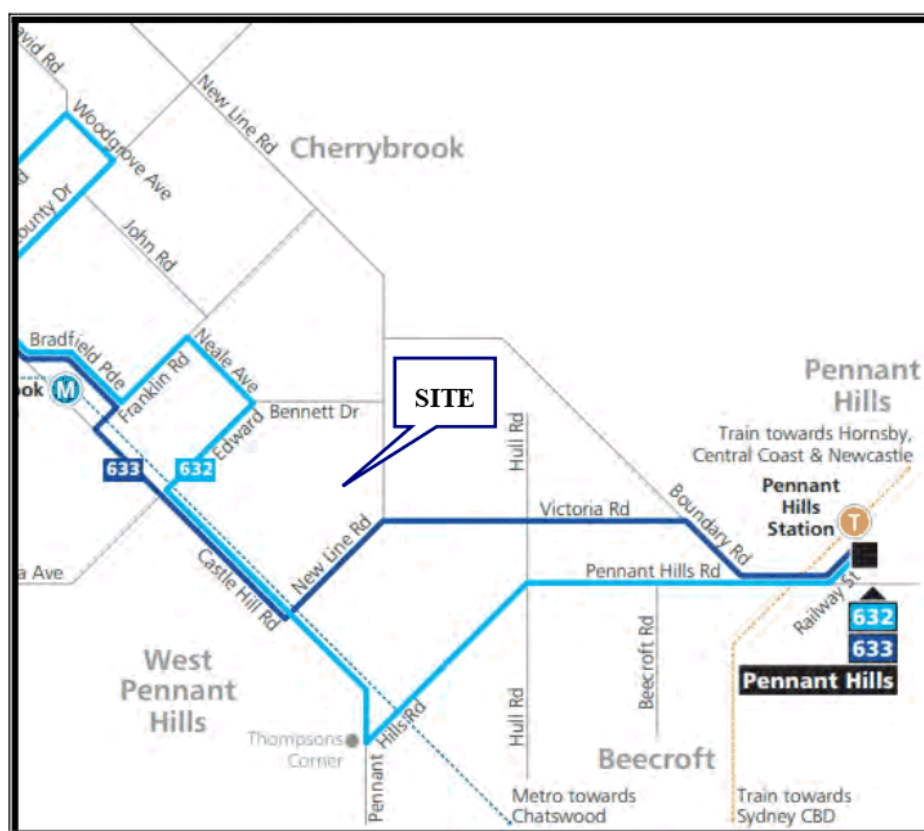 avid Rd
Woodgrove Ave
New Line Rd
Cherrybrook
County Dr
John Rd
Bradfield Pde
ook
M
Franklin Rd
Neale Ave
Edward
Bennett Dr
SITE
Hull Rd
Pennant
Hills
Train towards Hornsby,
Central Coast & Newcastle
Pennant
Hills
Station
T
633
632
New Line Rd
Victoria Rd
Boundary Rd
a Ave
Castle Hill Rd
Pennant Hills Rd
Railway St
632
633
Pennant Hills
West
Pennant
Hills
Beecroft Rd
Hull Rd
Thompsons
Corner
Pennant
Hills Rd
Beecroft
Metro towards
Chatswood
Train towards
Sydney CBD